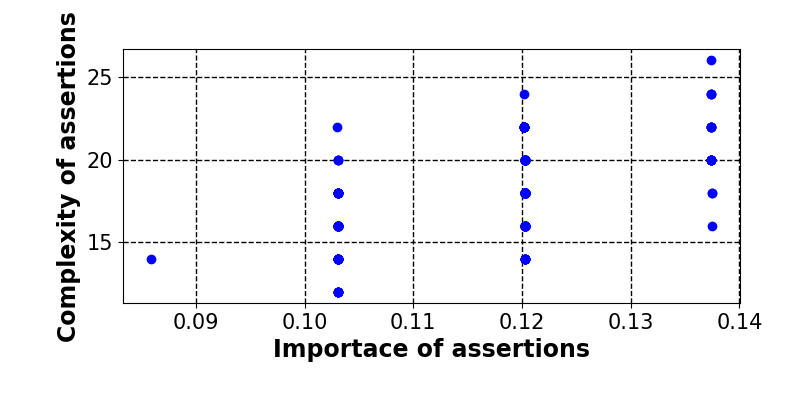 Complexity of assertions
25
20
15
0.09 0.10 0.11 0.12 0.13 0.14
Importace of assertions